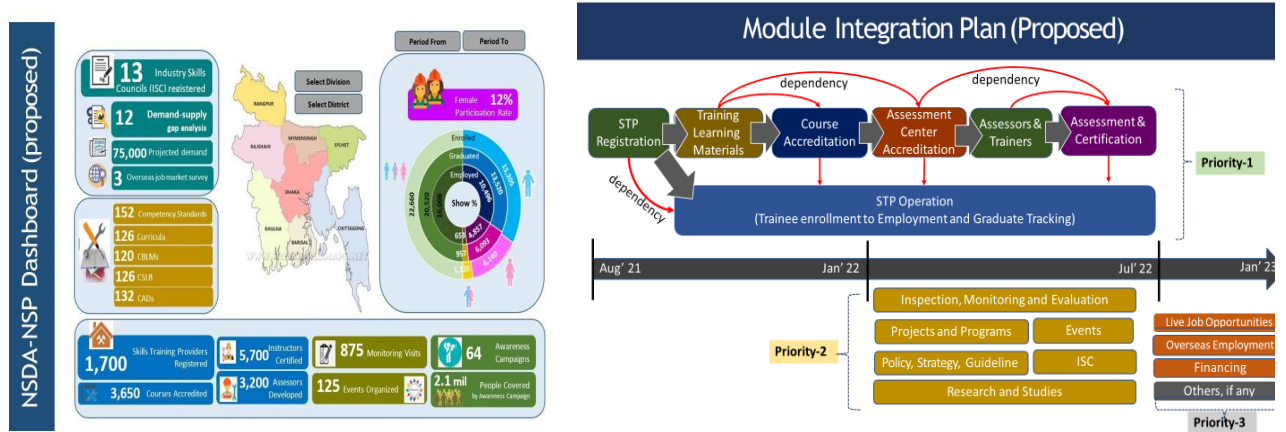 NSDA-NSP Dashboard (proposed)
13 Industry Skills
Councils (ISC) registered
12 Demand-supply
gap analysis
75,000 Projected demand
3 Overseas job market survey
152 Competency Standards
126 Curricula
120 CBLMs
126 CSLB
132 CADs
Select Division
Select District
RANGPUR
MYMENSINGH
SYLHET
RAJSHAHI
DHAKA
KHULNA
BARISAL
CHITTAGONG
Period From
Period To
Female 12%
Participation Rate
Enrolled
Graduated
Employed
Show %
15,205
13,520
10,496
22,660
20,520
16,008
4,857
6,093
957
1,700
Skills Training Providers
Registered
3,650 Courses Accredited
5,700 Instructors
Certified
3,200 Assessors
Developed
875 Monitoring Visits
125 Events Organized
64 Awareness
Campaigns
2.1 mil People Covered
by Awareness Campaign
Module Integration Plan (Proposed)
dependency
dependency
STP
Registration
Training
Learning
Materials
Course
Accreditation
Assessment
Center
Accreditation
Assessors &
Trainers
Assessment &
Certification
Priority-1
dependency
STP Operation
(Trainee enrollment to Employment and Graduate Tracking)
Aug' 21
Jan' 22
Jul' 22
Jan' 23
Inspection, Monitoring and Evaluation
Projects and Programs
Events
Policy, Strategy, Guideline
ISC
Research and Studies
Priority-2
Live Job Opportunities
Overseas Employment
Financing
Others, if any
Priority-3